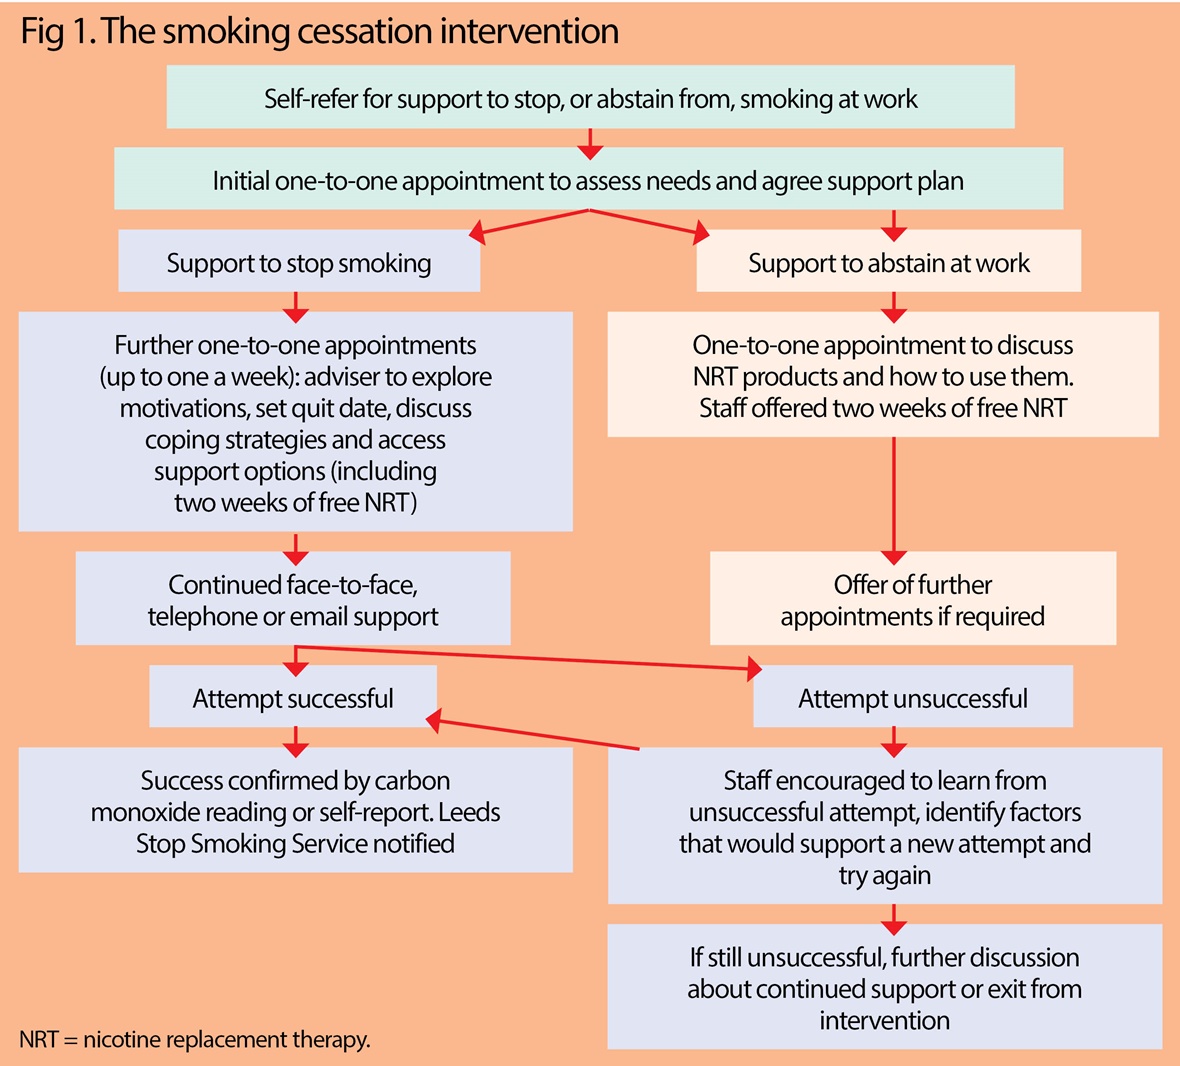 Fig 1. The smoking cessation intervention
Self-refer for support to stop, or abstain from, smoking at work
Initial one-to-one appointment to assess needs and agree support plan
Support to stop smoking
Support to abstain at work
Further one-to-one appointments
(up to one a week): adviser to explore
motivations, set quit date, discuss
coping strategies and access
support options (including
two weeks of free NRT)
One-to-one appointment to discuss
NRT products and how to use them.
Staff offered two weeks of free NRT
Continued face-to-face,
telephone or email support
Offer of further
appointments if required
Attempt successful
Attempt unsuccessful
Success confirmed by carbon
monoxide reading or self-report. Leeds
Stop Smoking Service notified
Staff encouraged to learn from
unsuccessful attempt, identify factors
that would support a new attempt and
try again
If still unsuccessful, further discussion
about continued support or exit from
intervention
NRT = nicotine replacement therapy.